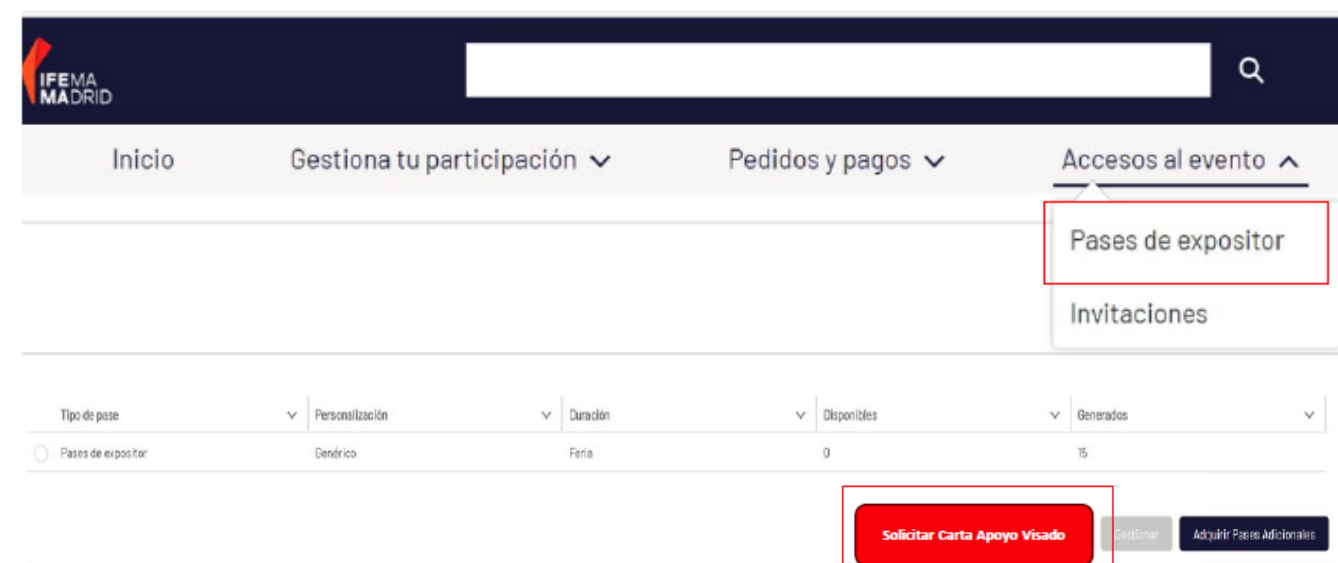 IFEMA
MADRID
Inicio Gestiona tu participación Pedidos y pagos Accesos al evento
Pases de expositor
Invitaciones
Tipo de pase Personalización Duración Disponibles Generados
Pases de expositor Genérico Feria 0 15
Solicitar Carta Apoyo Visado Gestionar Adquirir Pases Adicionales